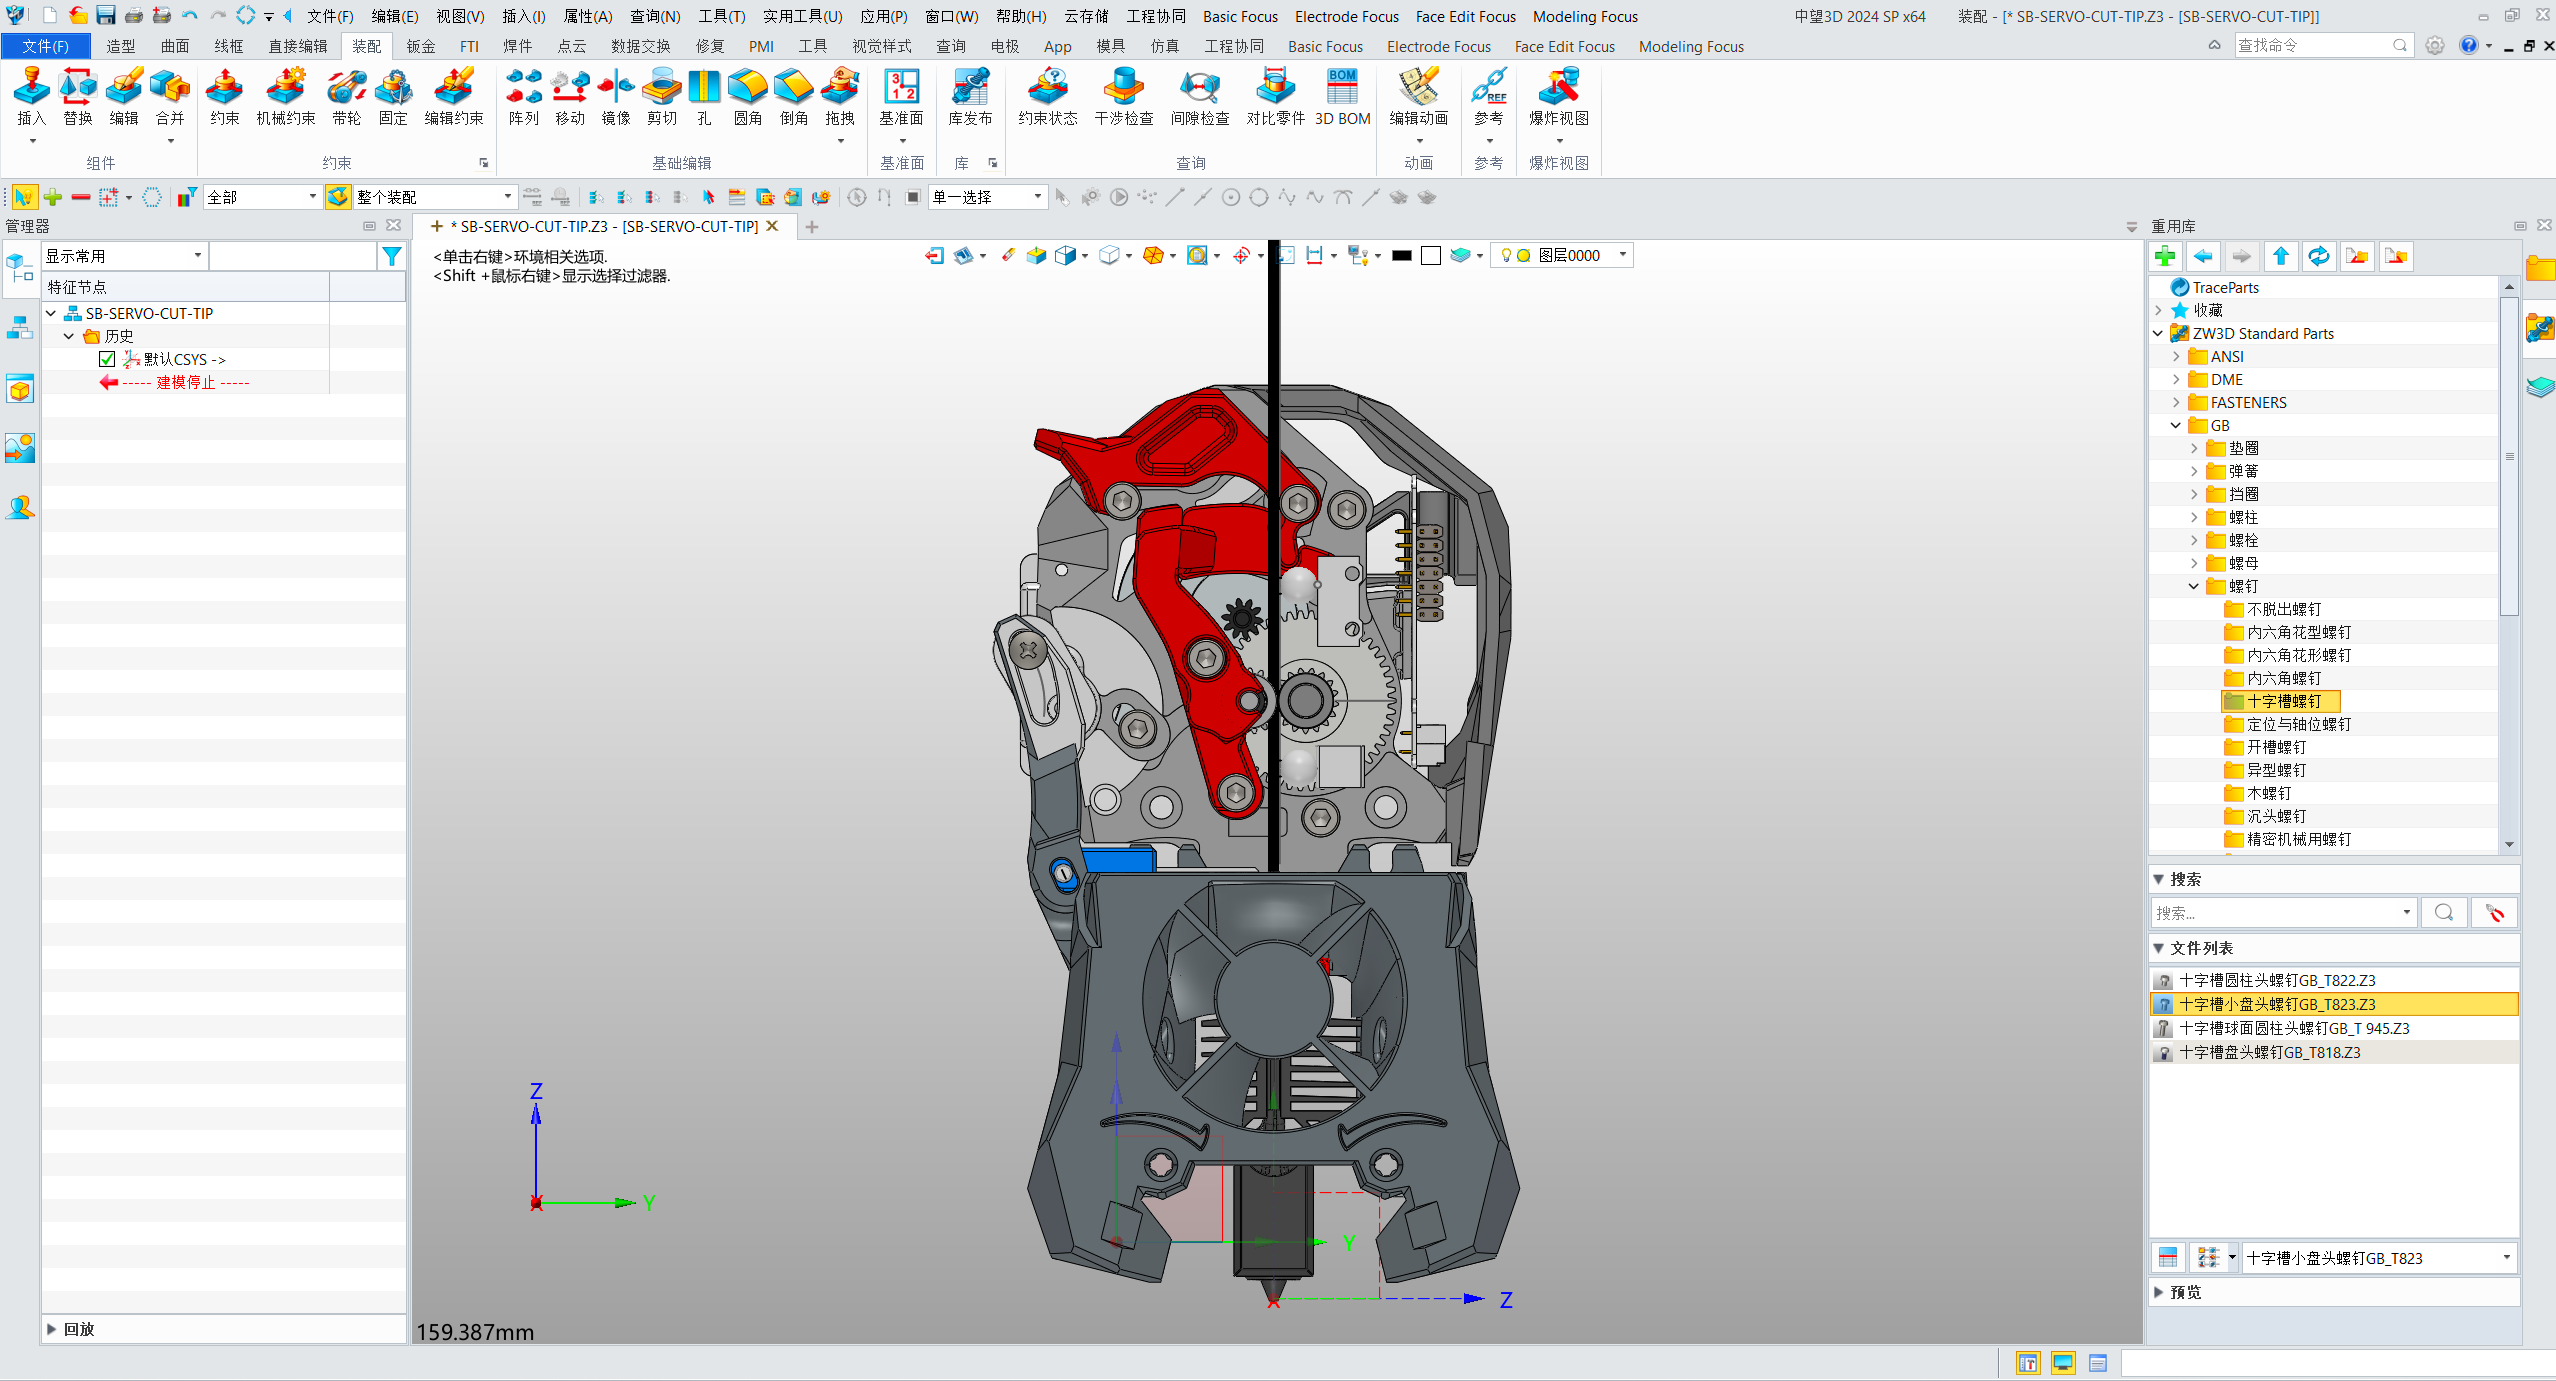 文件(F) 编辑(E) 视图(V) 插入(I) 属性(A) 查询(N) 工具(T) 实用工具(U) 应用(P) 窗口(W) 帮助(H) 云存储 工程协同 Basic Focus Electrode Focus Face Edit Focus Modeling Focus 中望3D 2024 SP x64 装配 - [* SB-SERVO-CUT-TIP.Z3 - [SB-SERVO-CUT-TIP]]
文件(F) 造型 曲面 线框 直接编辑 装配 钣金 FTI 焊件 点云 数据交换 修复 PMI 工具 视觉样式 查询 电极 App 模具 仿真 工程协同 Basic Focus Electrode Focus Face Edit Focus Modeling Focus 查找命令
插入 替换 编辑 合并 约束 机械约束 带轮 固定 编辑约束 阵列 移动 镜像 剪切 孔 圆角 倒角 拖拽 基准面 库发布 约束状态 干涉检查 间隙检查 对比零件 3D BOM 编辑动画 参考 爆炸视图
组件 约束 基础编辑 基准面 库 查询 动画 参考 爆炸视图
全部 整个装配 单一选择
管理器
* SB-SERVO-CUT-TIP.Z3 - [SB-SERVO-CUT-TIP]
重用库
显示常用
<单击右键>环境相关选项.
<Shift +鼠标右键>显示选择过滤器.
图层0000
特征节点
SB-SERVO-CUT-TIP
历史
默认CSYS ->
----- 建模停止 -----
TraceParts
收藏
ZW3D Standard Parts
ANSI
DME
FASTENERS
GB
垫圈
弹簧
挡圈
螺柱
螺栓
螺母
螺钉
不脱出螺钉
内六角花型螺钉
内六角花形螺钉
内六角螺钉
十字槽螺钉
定位与轴位螺钉
开槽螺钉
异型螺钉
木螺钉
沉头螺钉
精密机械用螺钉
搜索
搜索...
文件列表
十字槽圆柱头螺钉GB_T822.Z3
十字槽小盘头螺钉GB_T823.Z3
十字槽球面圆柱头螺钉GB_T 945.Z3
十字槽盘头螺钉GB_T818.Z3
十字槽小盘头螺钉GB_T823
预览
Z
X
Y
Y
X
Z
回放
159.387mm